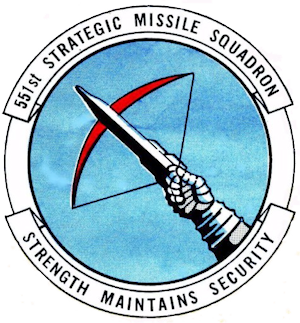 551st STRATEGIC MISSILE SQUADRON
STRENGTH MAINTAINS SECURITY